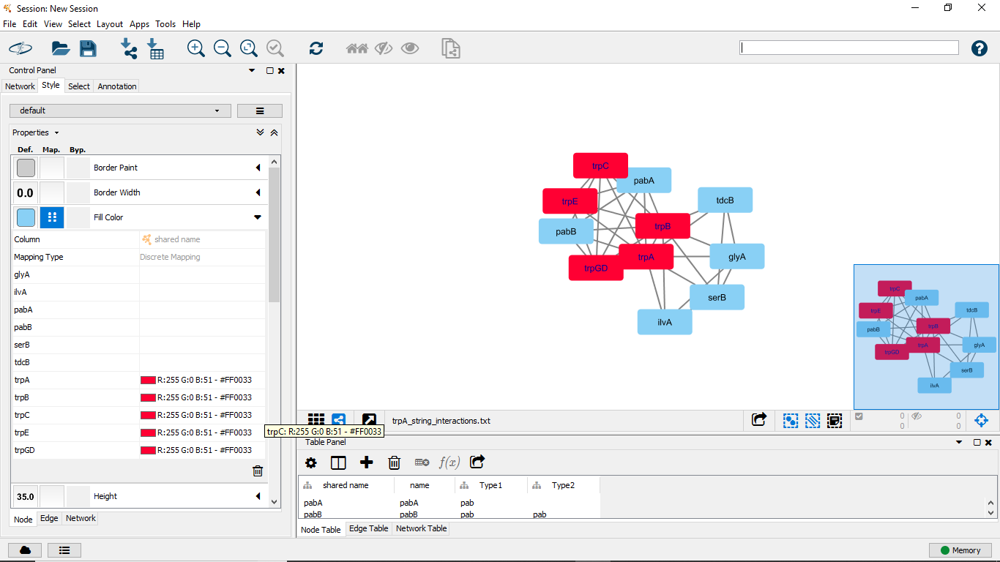 Session: New Session
File Edit View Select Layout Apps Tools Help
Control Panel
Network Style Select Annotation
default
Properties
Def. Map. Byp.
Border Paint
0.0 Border Width
Fill Color
Column shared name
Mapping Type Discrete Mapping
glyA
ilvA
pabA
pabB
serB
tdcB
trpA R:255 G:0 B:51 - #FF0033
trpB R:255 G:0 B:51 - #FF0033
trpC R:255 G:0 B:51 - #FF0033
trpE R:255 G:0 B:51 - #FF0033
trpGD R:255 G:0 B:51 - #FF0033
35.0 Height
Node Edge Network
trpC
pabA
trpE
tdcB
pabB
trpB
trpA
glyA
trpGD
serB
ilvA
trpC
pabA
trpE
tdcB
pabB
trpB
trpA
glyA
trpGD
serB
ilvA
trpA_string_interactions.txt
0 0
0 0
trpC: R:255 G:0 B:51 - #FF0033
Table Panel
f(x)
shared name name Type1 Type2
pabA pabA pab
pabB pabB pab pab
Node Table Edge Table Network Table
Memory